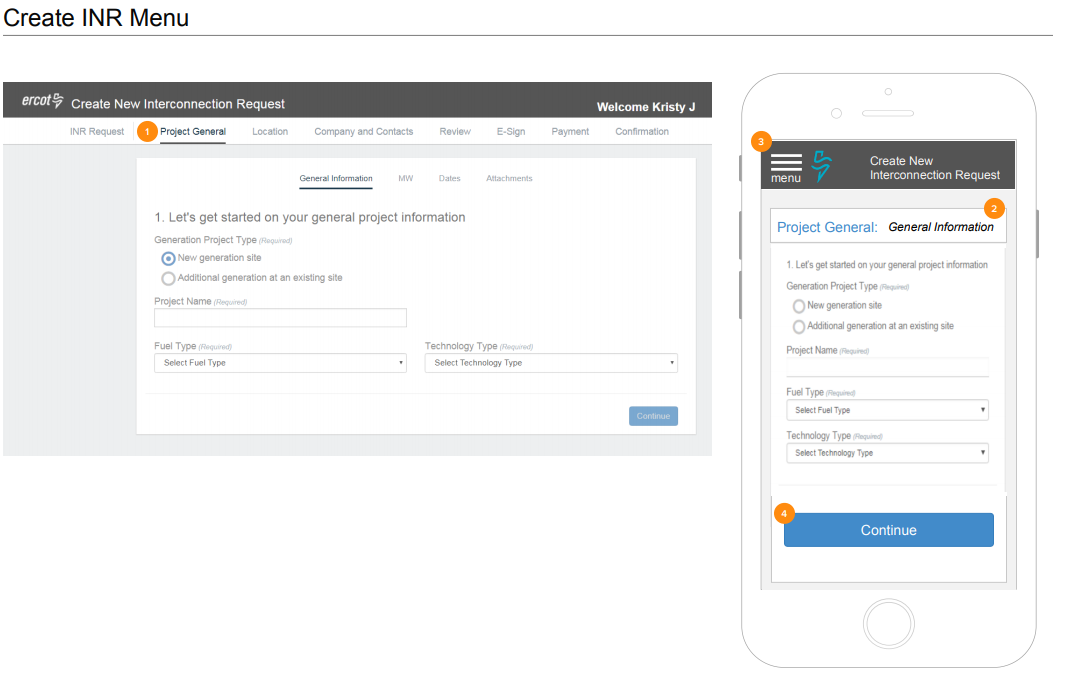 Create INR Menu
ercot Create New Interconnection Request Welcome Kristy J
INR Request 1 Project General Location Company and Contacts Review E-Sign Payment Confirmation
General Information MW Dates Attachments
1. Let's get started on your general project information
Generation Project Type (Required)
New generation site
Additional generation at an existing site
Project Name (Required)
Fuel Type (Required) Technology Type (Required)
Select Fuel Type Select Technology Type
Continue
3
menu
Create New
Interconnection Request
2
Project General: General Information
1. Let's get started on your general project information
Generation Project Type (Required)
New generation site
Additional generation at an existing site
Project Name (Required)
Fuel Type (Required)
Select Fuel Type
Technology Type (Required)
Select Technology Type
4
Continue